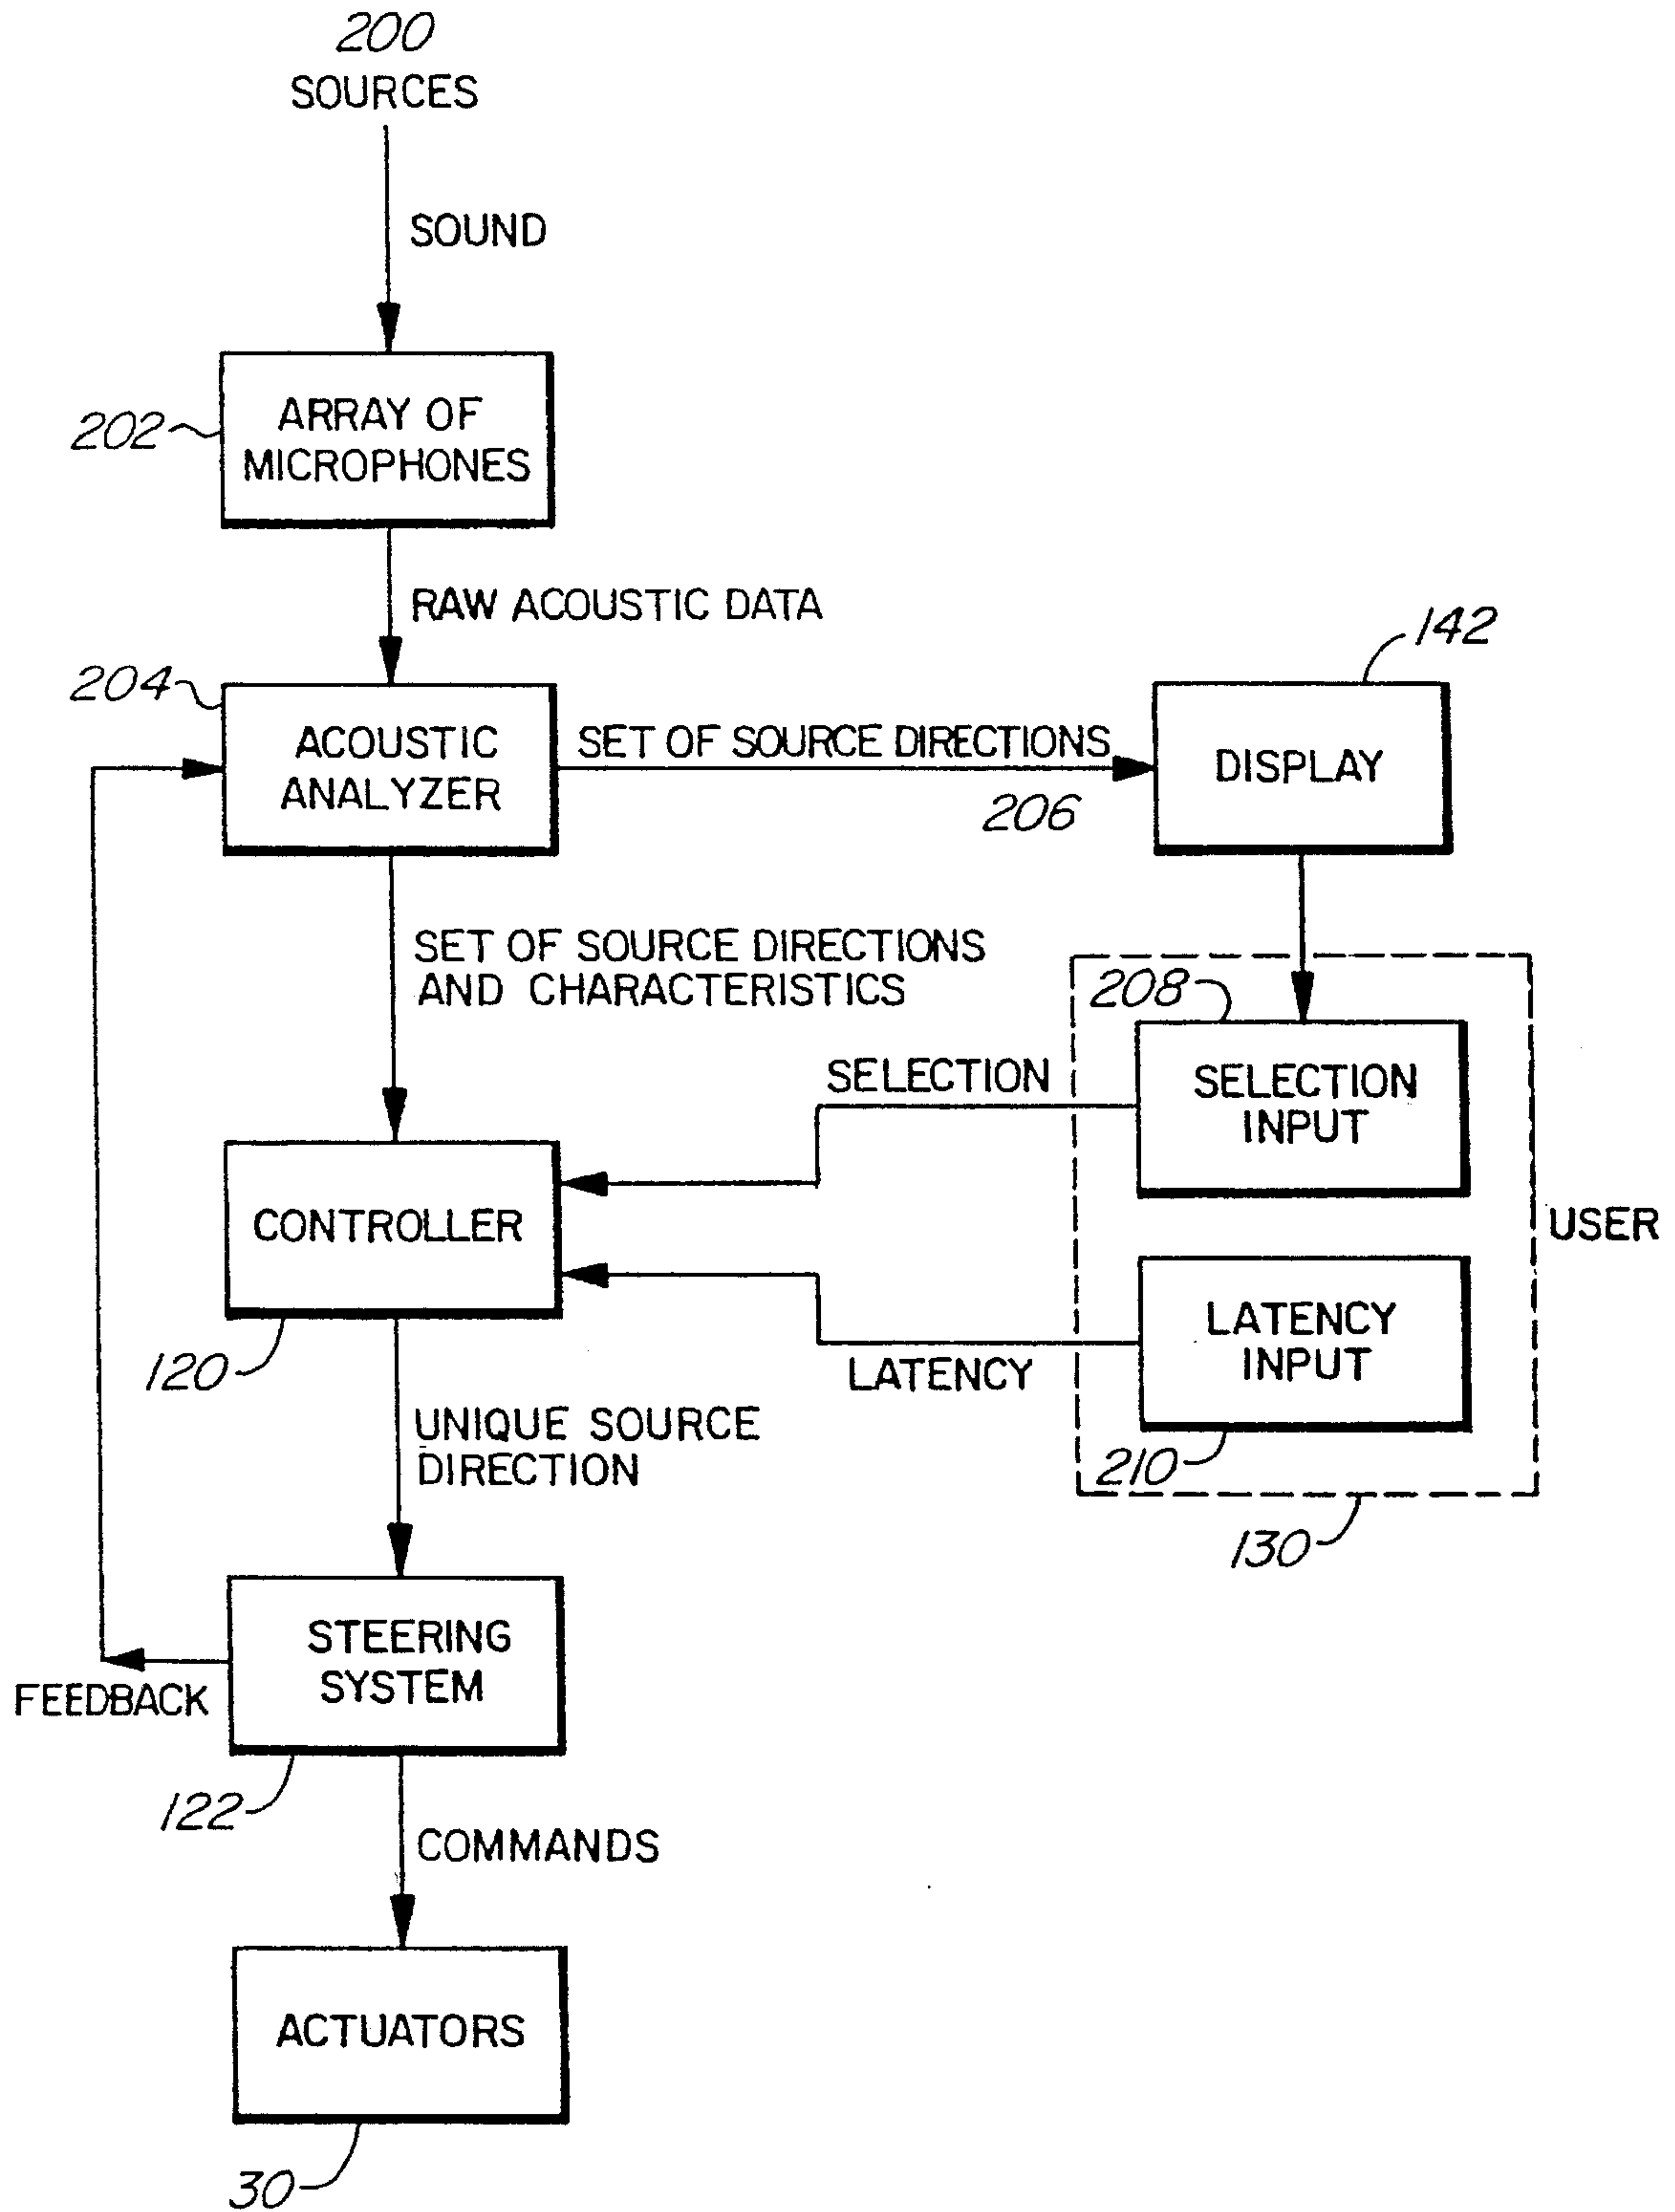 200
SOURCES
SOUND
202
ARRAY OF
MICROPHONES
RAW ACOUSTIC DATA
142
204
ACOUSTIC
ANALYZER
SET OF SOURCE DIRECTIONS
206
DISPLAY
SET OF SOURCE DIRECTIONS
AND CHARACTERISTICS
208
SELECTION
SELECTION
INPUT
CONTROLLER
USER
LATENCY
INPUT
120
LATENCY
210
UNIQUE SOURCE
DIRECTION
130
STEERING
SYSTEM
FEEDBACK
122
COMMANDS
ACTUATORS
30